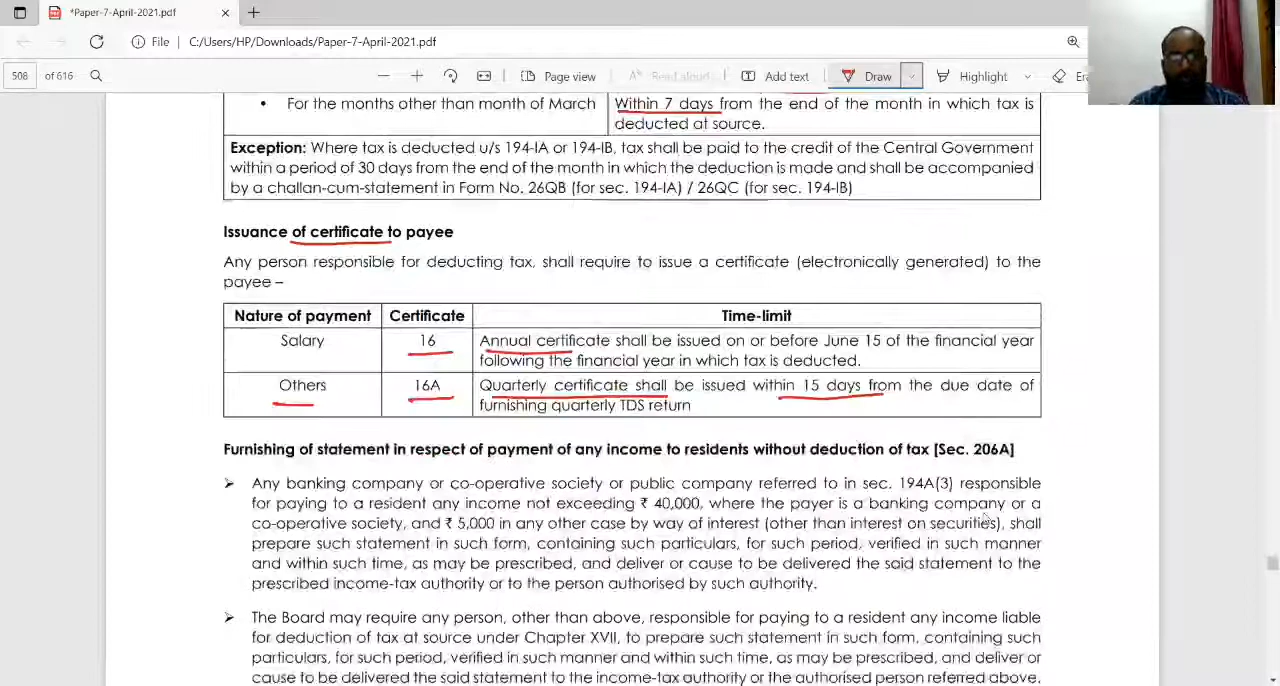 *Paper-7-April-2021.pdf
File C:/Users/HP/Downloads/Paper-7-April-2021.pdf
508 of 616 Page view Read aloud Add text Draw Highlight
• For the months other than month of March
Within 7 days from the end of the month in which tax is
deducted at source.
Exception: Where tax is deducted u/s 194-IA or 194-IB, tax shall be paid to the credit of the Central Government
within a period of 30 days from the end of the month in which the deduction is made and shall be accompanied
by a challan-cum-statement in Form No. 26QB (for sec. 194-IA) / 26QC (for sec. 194-IB)
Issuance of certificate to payee
Any person responsible for deducting tax, shall require to issue a certificate (electronically generated) to the
payee –
Nature of payment Certificate Time-limit
Salary 16 Annual certificate shall be issued on or before June 15 of the financial year
following the financial year in which tax is deducted.
Others 16A Quarterly certificate shall be issued within 15 days from the due date of
furnishing quarterly TDS return
Furnishing of statement in respect of payment of any income to residents without deduction of tax [Sec. 206A]
➢ Any banking company or co-operative society or public company referred to in sec. 194A(3) responsible
for paying to a resident any income not exceeding ₹ 40,000, where the payer is a banking company or a
co-operative society, and ₹ 5,000 in any other case by way of interest (other than interest on securities), shall
prepare such statement in such form, containing such particulars, for such period, verified in such manner
and within such time, as may be prescribed, and deliver or cause to be delivered the said statement to the
prescribed income-tax authority or to the person authorised by such authority.
➢ The Board may require any person, other than above, responsible for paying to a resident any income liable
for deduction of tax at source under Chapter XVII, to prepare such statement in such form, containing such
particulars, for such period, verified in such manner and within such time, as may be prescribed, and deliver or
cause to be delivered the said statement to the income-tax authority or the authorised person referred above.